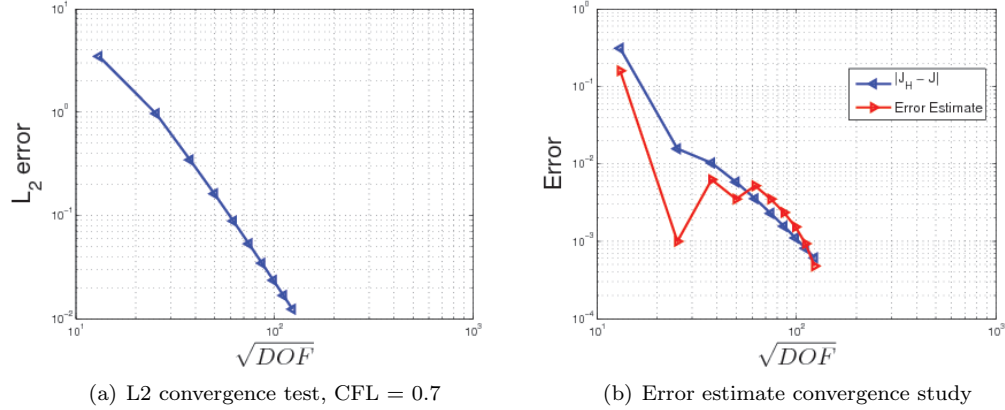 10^1
10^0
10^-1
10^-2
L_2 error
10^1
10^2
10^3
√DOF
(a) L2 convergence test, CFL = 0.7
10^0
10^-1
10^-2
10^-3
10^-4
Error
|J_H - J|
Error Estimate
10^1
10^2
10^3
√DOF
(b) Error estimate convergence study